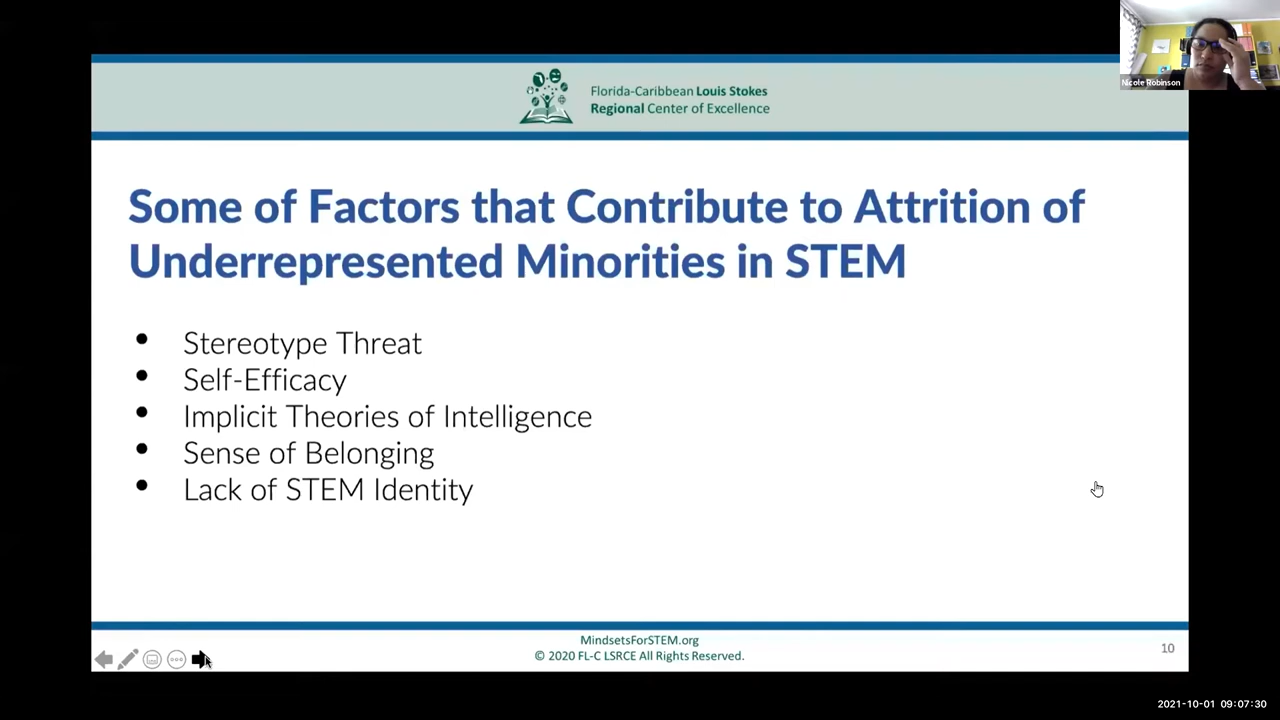 Nicole Robinson
Florida-Caribbean Louis Stokes
Regional Center of Excellence
Some of Factors that Contribute to Attrition of
Underrepresented Minorities in STEM
• Stereotype Threat
• Self-Efficacy
• Implicit Theories of Intelligence
• Sense of Belonging
• Lack of STEM Identity
MindsetsForSTEM.org
© 2020 FL-C LSRCE All Rights Reserved.
10
2021-10-01 09:07:30